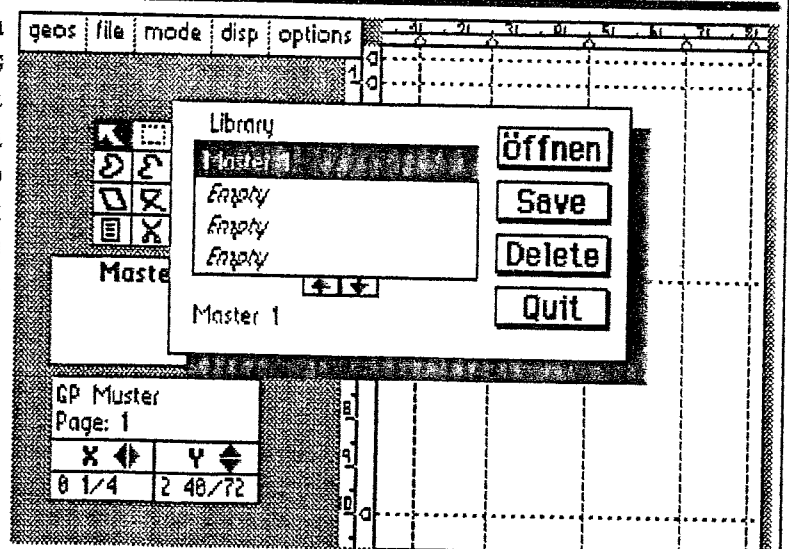 geos file mode disp options
Library
Master 1
Empty
Empty
Empty
Öffnen
Save
Delete
Quit
Master 1
Maste
GP Muster
Page: 1
X Y
0 1/4 2 40/72